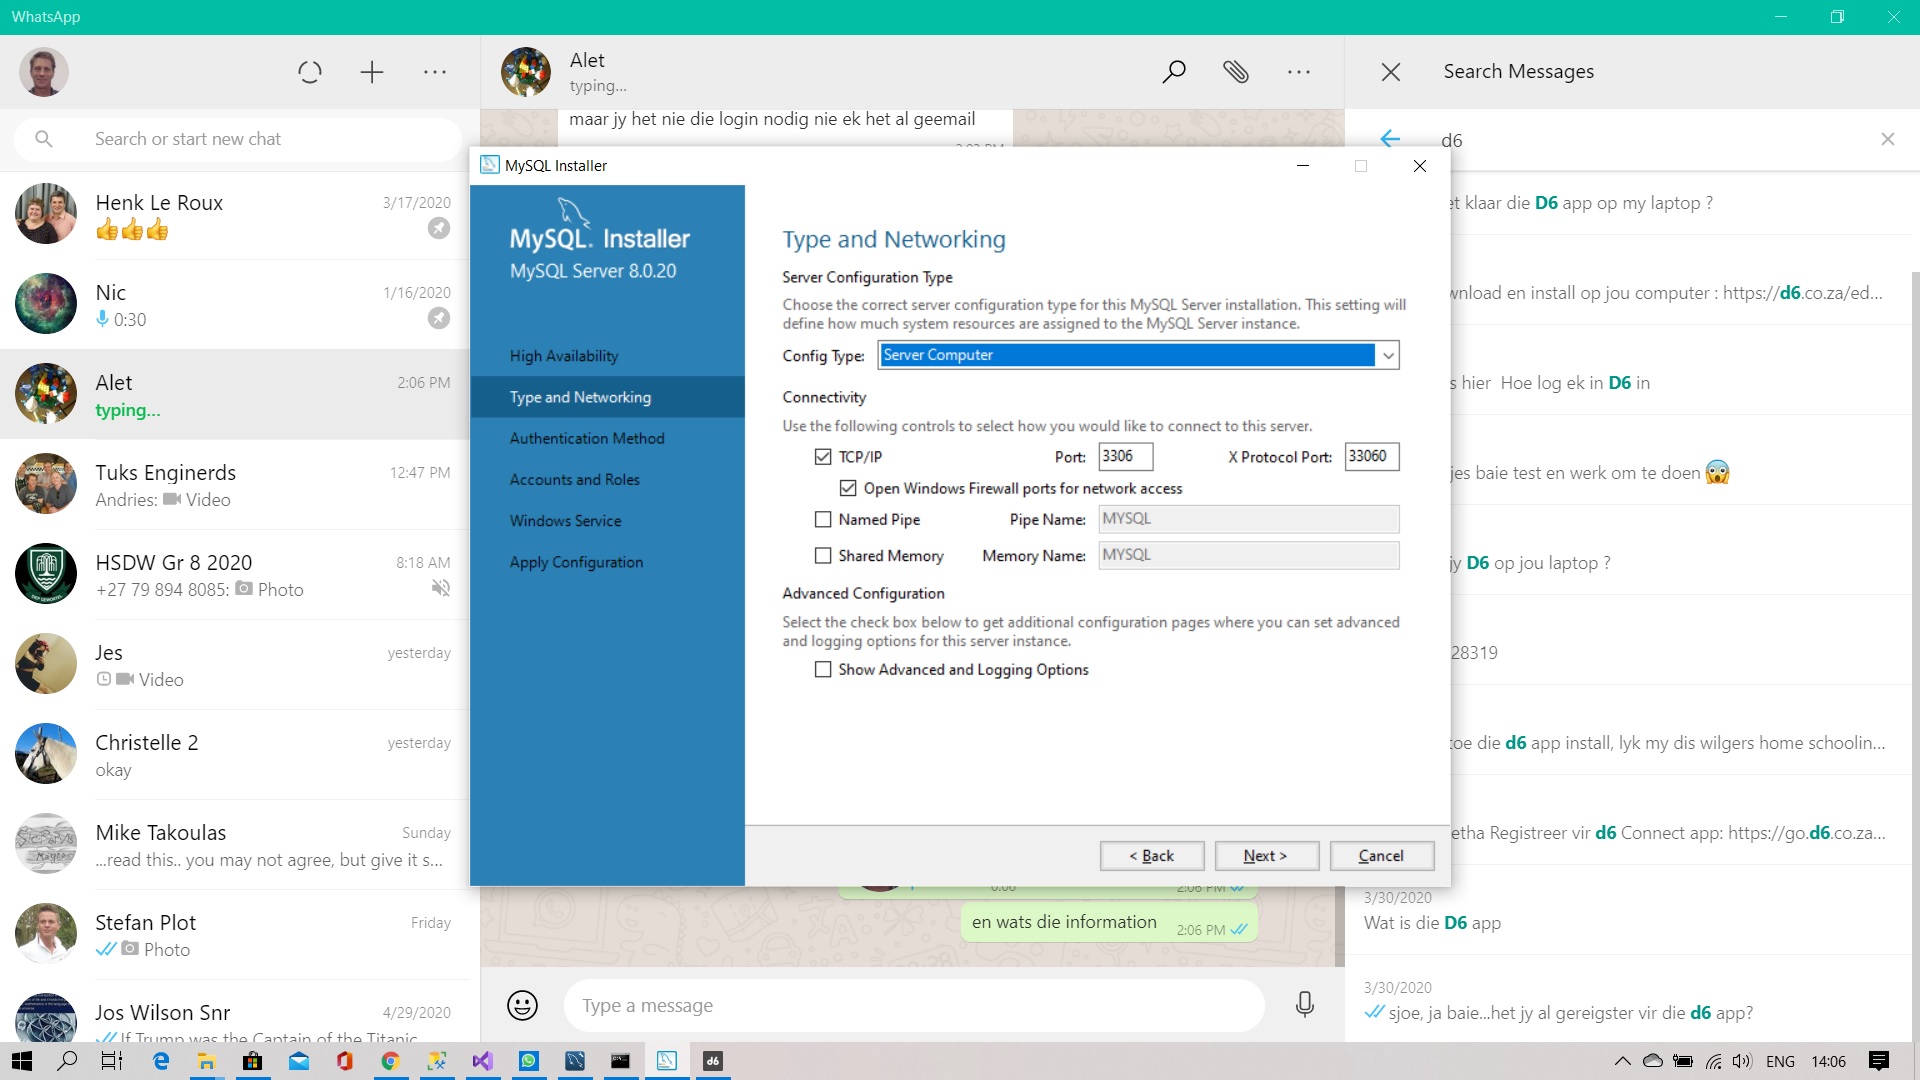 WhatsApp
Search or start new chat
Henk Le Roux
3/17/2020
👍👍👍
Nic
1/16/2020
0:30
Alet
2:06 PM
typing...
Tuks Enginerds
12:47 PM
Andries: Video
HSDW Gr 8 2020
8:18 AM
+27 79 894 8085: Photo
Jes
yesterday
Video
Christelle 2
yesterday
okay
Mike Takoulas
Sunday
...read this.. you may not agree, but give it s...
Stefan Plot
Friday
Photo
Jos Wilson Snr
4/29/2020
If Trump was the Captain of the Titanic
Alet
typing...
maar jy het nie die login nodig nie ek het al geemail
MySQL Installer
MySQL. Installer
MySQL Server 8.0.20
High Availability
Type and Networking
Authentication Method
Accounts and Roles
Windows Service
Apply Configuration
Type and Networking
Server Configuration Type
Choose the correct server configuration type for this MySQL Server installation. This setting will
define how much system resources are assigned to the MySQL Server instance.
Config Type: Server Computer
Connectivity
Use the following controls to select how you would like to connect to this server.
TCP/IP Port: 3306 X Protocol Port: 33060
Open Windows Firewall ports for network access
Named Pipe Pipe Name: MYSQL
Shared Memory Memory Name: MYSQL
Advanced Configuration
Select the check box below to get additional configuration pages where you can set advanced
and logging options for this server instance.
Show Advanced and Logging Options
< Back Next > Cancel
2:06 PM
en wats die information 2:06 PM
Type a message
Search Messages
d6
et klaar die D6 app op my laptop ?
wnload en install op jou computer : https://d6.co.za/ed...
s hier Hoe log ek in D6 in
jes baie test en werk om te doen 😱
jy D6 op jou laptop ?
28319
toe die d6 app install, lyk my dis wilgers home schoolin...
etha Registreer vir d6 Connect app: https://go.d6.co.za...
3/30/2020
Wat is die D6 app
3/30/2020
sjoe, ja baie...het jy al gereigster vir die d6 app?
d6
ENG 14:06